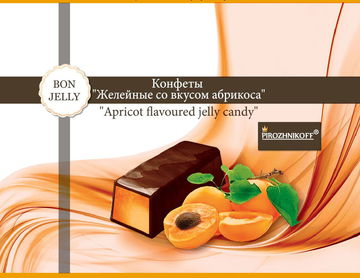 BON
JELLY
Конфеты
"Желейные со вкусом абрикоса"
"Apricot flavoured jelly candy"
PIROZHNIKOFF®